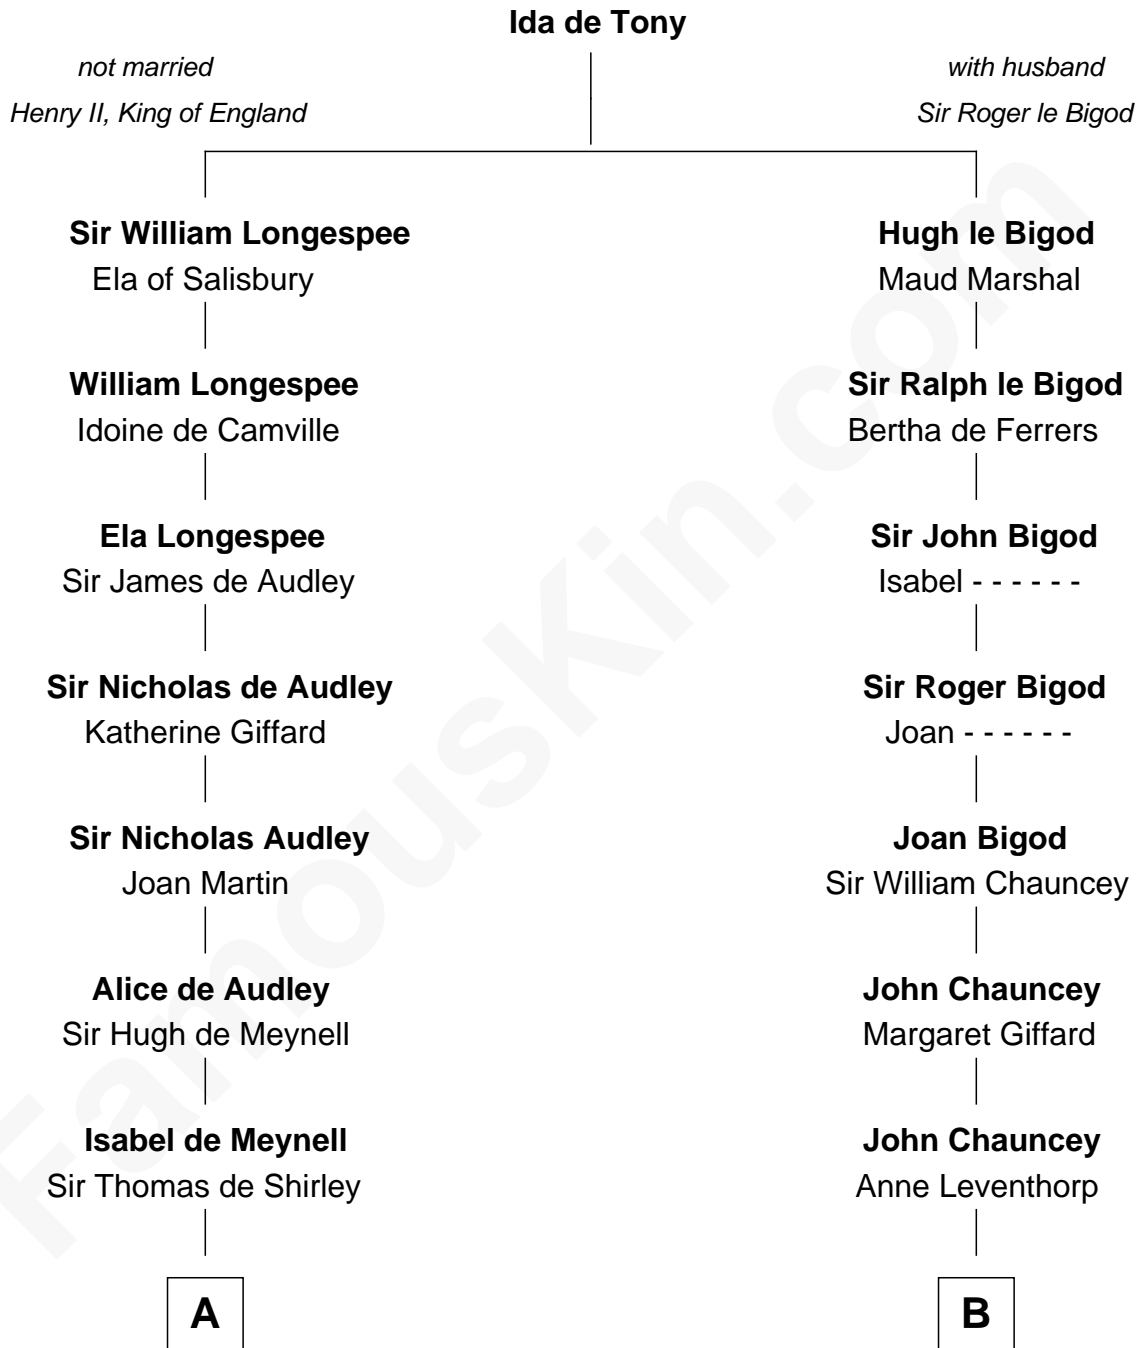 Ida de Tony
not married
with husband
Henry II, King of England
Sir Roger le Bigod
Sir William Longespee
Hugh le Bigod
Ela of Salisbury
Maud Marshal
William Longespee
Sir Ralph le Bigod
Idoine de Camville
Bertha de Ferrers
Ela Longespee
Sir John Bigod
Sir James de Audley
Isabel - - - - - -
Sir Nicholas de Audley
Sir Roger Bigod
Katherine Giffard
Joan - - - - - -
Sir Nicholas Audley
Joan Bigod
Joan Martin
Sir William Chauncey
Alice de Audley
John Chauncey
Sir Hugh de Meynell
Margaret Giffard
Isabel de Meynell
John Chauncey
Sir Thomas de Shirley
Anne Leventhorp
A
B
FamousKin.com